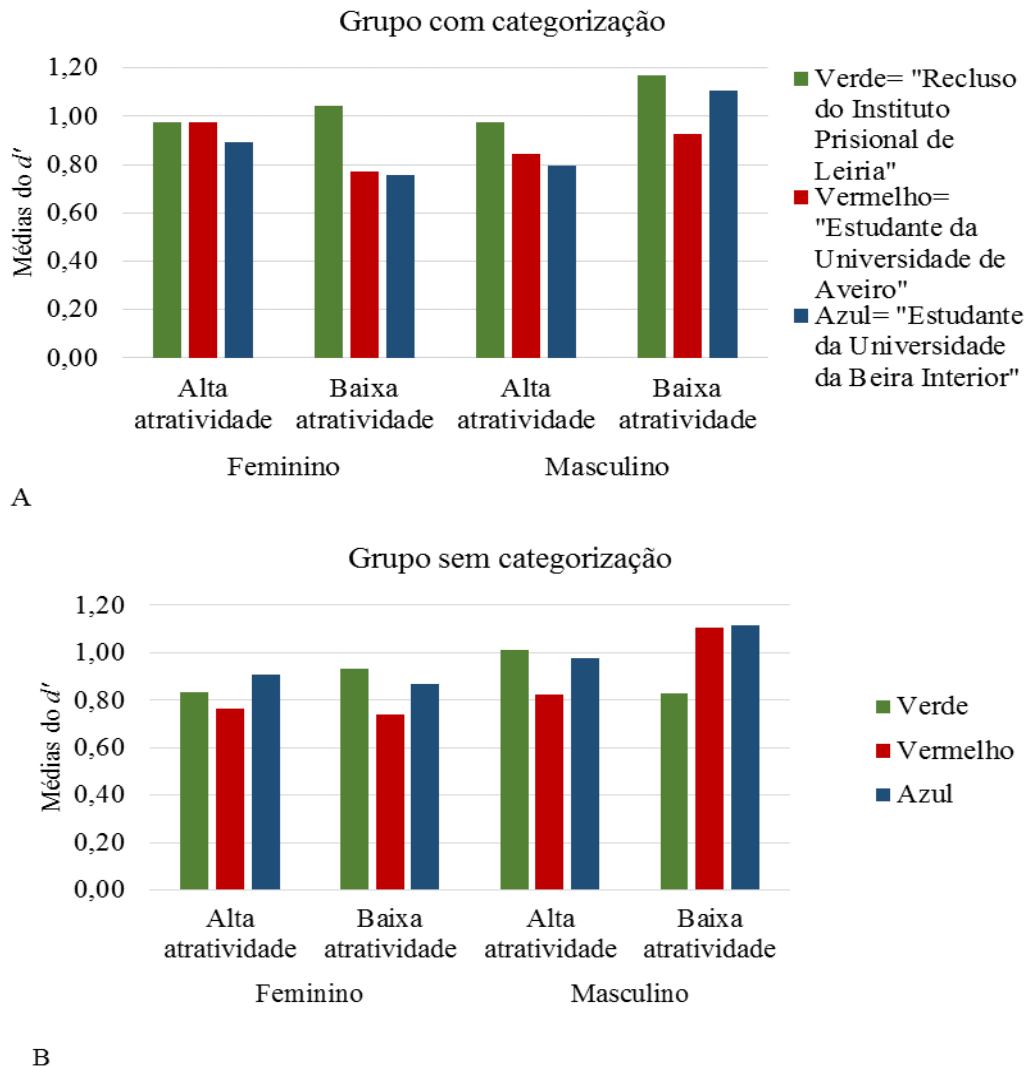 Grupo com categorização
1,20
1,00
0,80
0,60
0,40
0,20
0,00
Médias do d'
Alta
atratividade
Baixa
atratividade
Alta
atratividade
Baixa
atratividade
Feminino
Masculino
Verde= "Recluso
do Instituto
Prisional de
Leiria"
Vermelho=
"Estudante da
Universidade de
Aveiro"
Azul= "Estudante
da Universidade
da Beira Interior"
A
Grupo sem categorização
1,20
1,00
0,80
0,60
0,40
0,20
0,00
Médias do d'
Alta
atratividade
Baixa
atratividade
Alta
atratividade
Baixa
atratividade
Feminino
Masculino
Verde
Vermelho
Azul
B